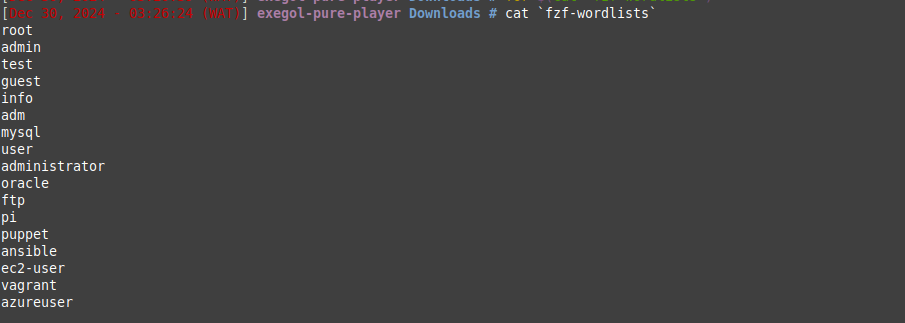 [Dec 30, 2024 - 03:26:24 (WAT)] exegol-pure-player Downloads # cat `fzf-wordlists`
root
admin
test
guest
info
adm
mysql
user
administrator
oracle
ftp
pi
puppet
ansible
ec2-user
vagrant
azureuser